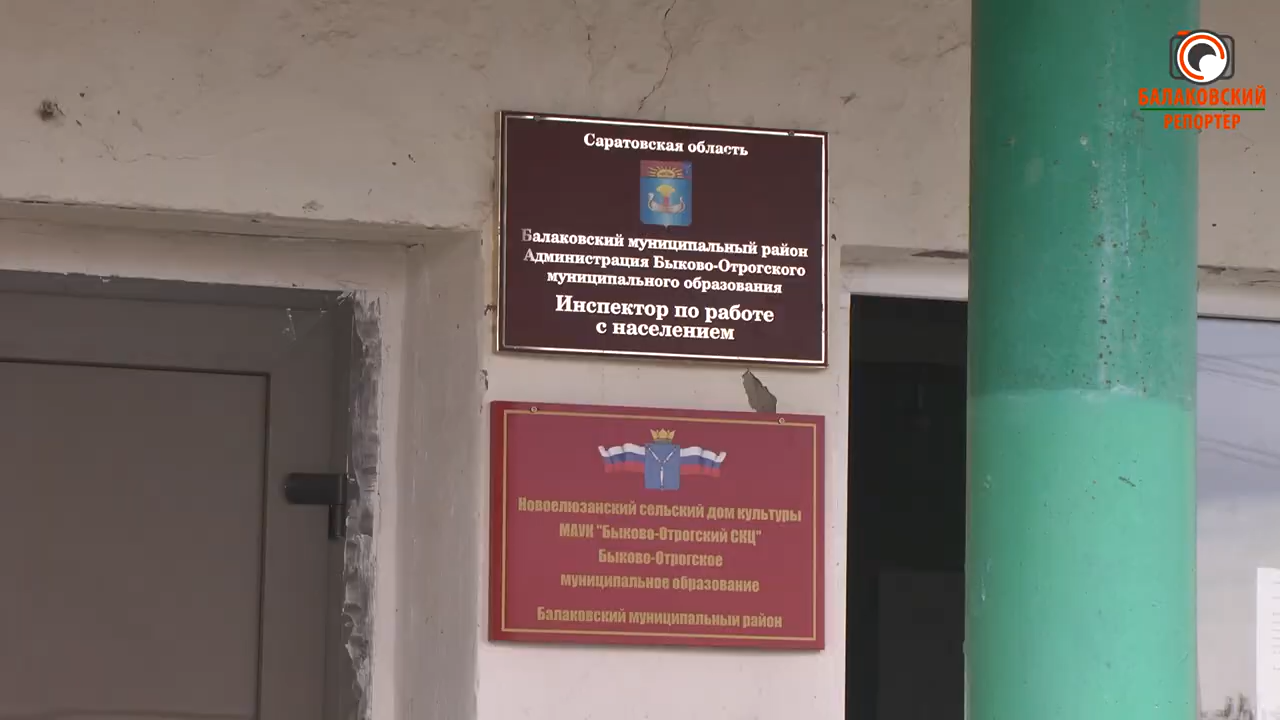 БАЛАКОВСКИЙ
РЕПОРТЕР
Саратовская область
Балаковский муниципальный район
Администрация Быково-Отрогского
муниципального образования
Инспектор по работе
с населением
Новоелюзанский сельский дом культуры
МАУК "Быково-Отрогский СКЦ"
Быково-Отрогское
муниципальное образование
Балаковский муниципальный район